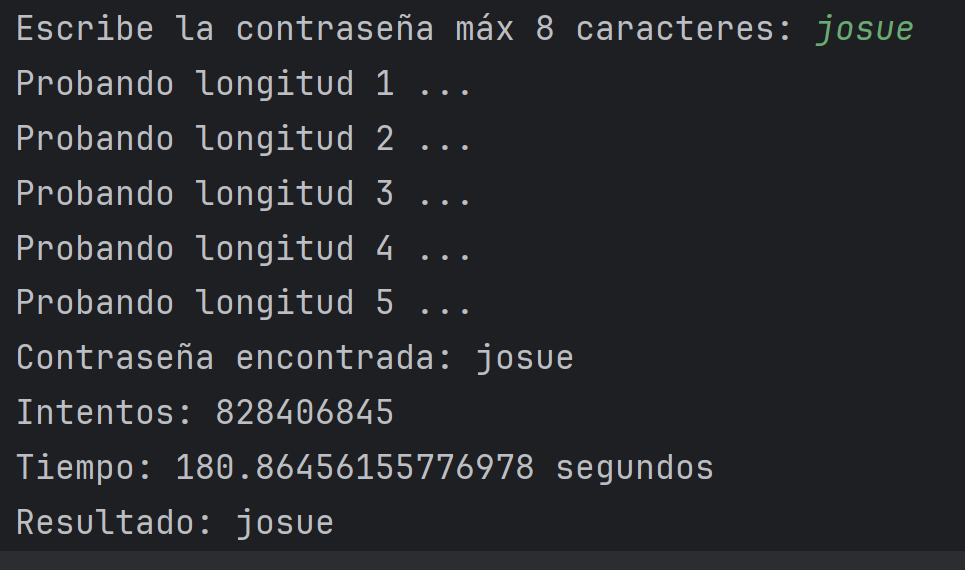 Escribe la contraseña máx 8 caracteres: josue
Probando longitud 1 ...
Probando longitud 2 ...
Probando longitud 3 ...
Probando longitud 4 ...
Probando longitud 5 ...
Contraseña encontrada: josue
Intentos: 828406845
Tiempo: 180.86456155776978 segundos
Resultado: josue